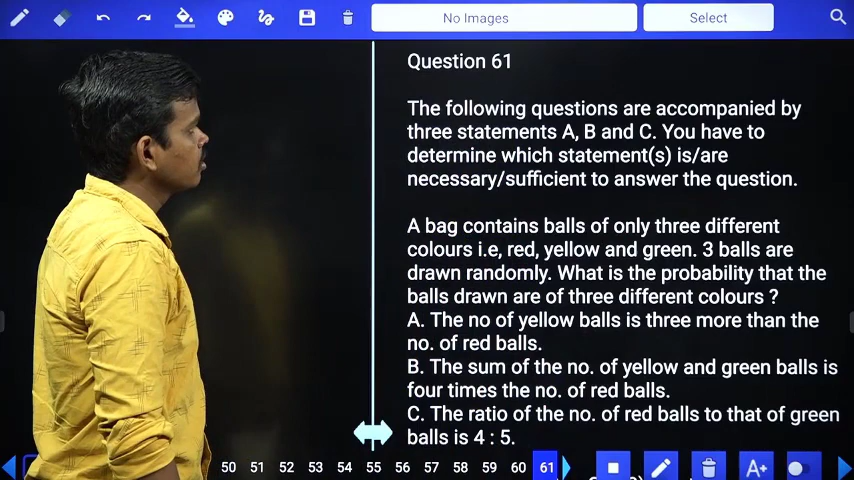 No Images
Select
Question 61
The following questions are accompanied by
three statements A, B and C. You have to
determine which statement(s) is/are
necessary/sufficient to answer the question.
A bag contains balls of only three different
colours i.e, red, yellow and green. 3 balls are
drawn randomly. What is the probability that the
balls drawn are of three different colours ?
A. The no of yellow balls is three more than the
no. of red balls.
B. The sum of the no. of yellow and green balls is
four times the no. of red balls.
C. The ratio of the no. of red balls to that of green
balls is 4 : 5.
50 51 52 53 54 55 56 57 58 59 60 61
A+